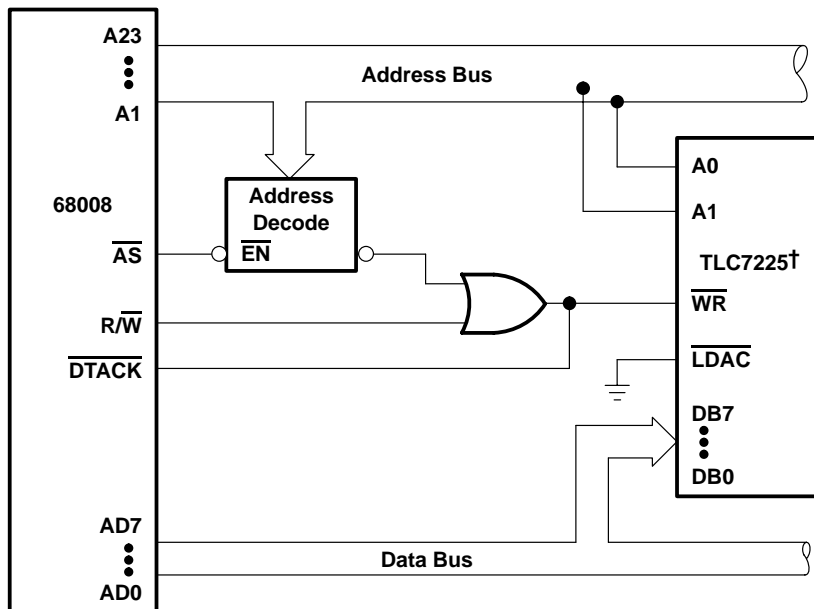 A23
Address Bus
A1
A0
68008
Address
Decode
A1
TLC7225†
AS
EN
R/W
WR
DTACK
LDAC
DB7
DB0
AD7
Data Bus
AD0